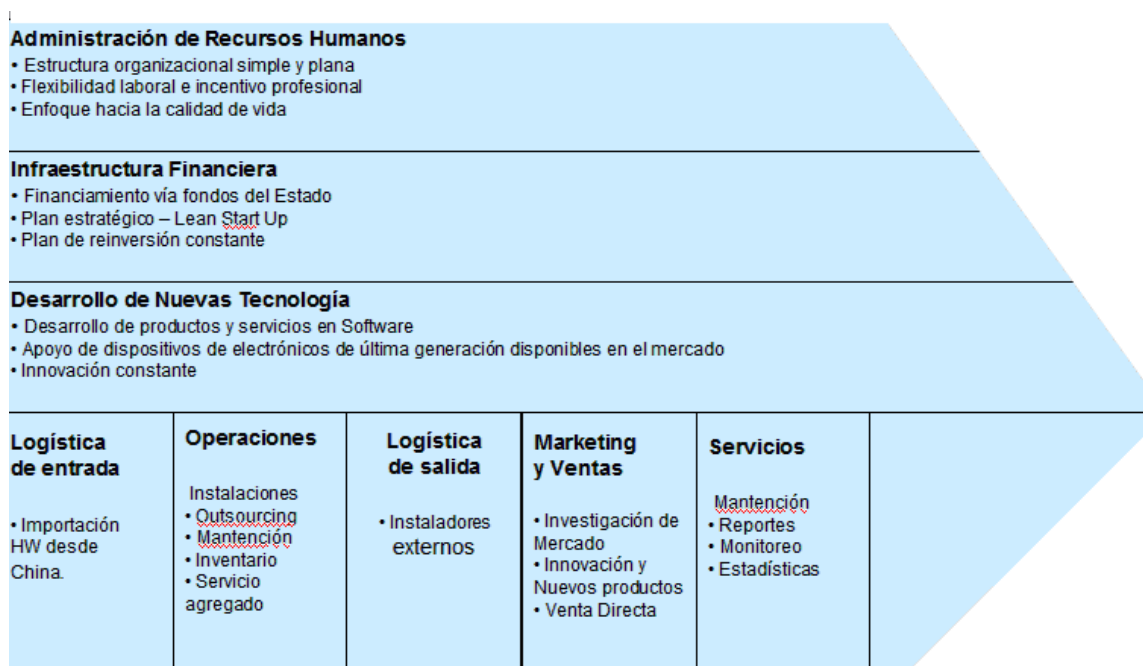 Administración de Recursos Humanos
• Estructura organizacional simple y plana
• Flexibilidad laboral e incentivo profesional
• Enfoque hacia la calidad de vida
Infraestructura Financiera
• Financiamiento vía fondos del Estado
• Plan estratégico – Lean Start Up
• Plan de reinversión constante
Desarrollo de Nuevas Tecnología
• Desarrollo de productos y servicios en Software
• Apoyo de dispositivos de electrónicos de última generación disponibles en el mercado
• Innovación constante
Logística
de entrada
• Importación
HW desde
China.
Operaciones
Instalaciones
• Outsourcing
• Mantención
• Inventario
• Servicio
agregado
Logística
de salida
• Instaladores
externos
Marketing
y Ventas
• Investigación de
Mercado
• Innovación y
Nuevos productos
• Venta Directa
Servicios
Mantención
• Reportes
• Monitoreo
• Estadísticas